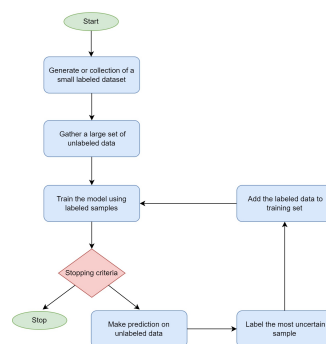 Start
Generate or collection of a
small labeled dataset
Gather a large set of
unlabeled data
Train the model using
labeled samples
Add the labeled data to
training set
Stopping criteria
Stop
Make prediction on
unlabeled data
Label the most uncertain
sample